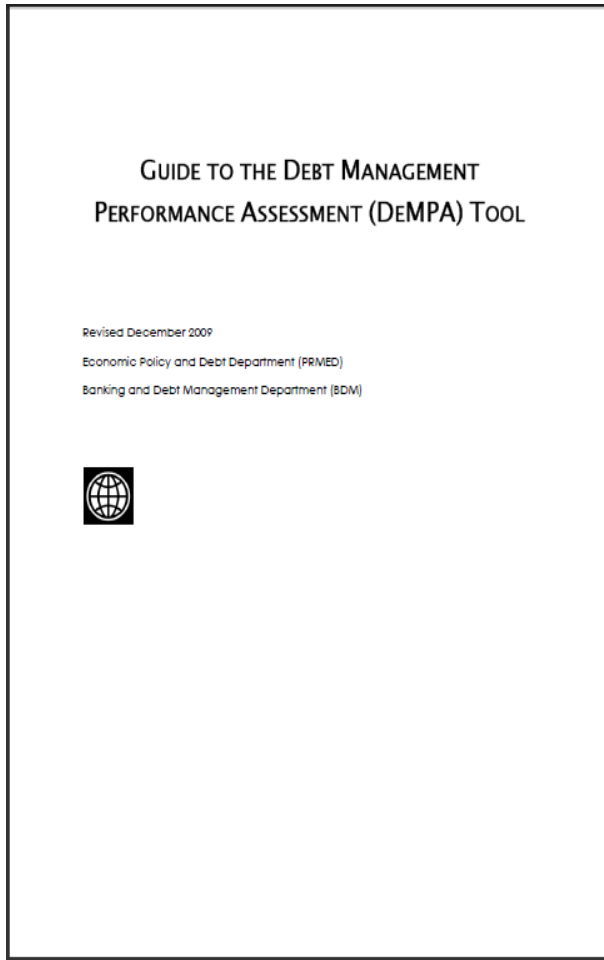 GUIDE TO THE DEBT MANAGEMENT
PERFORMANCE ASSESSMENT (DEMPA) TOOL
Revised December 2009
Economic Policy and Debt Department (PRMED)
Banking and Debt Management Department (BDM)